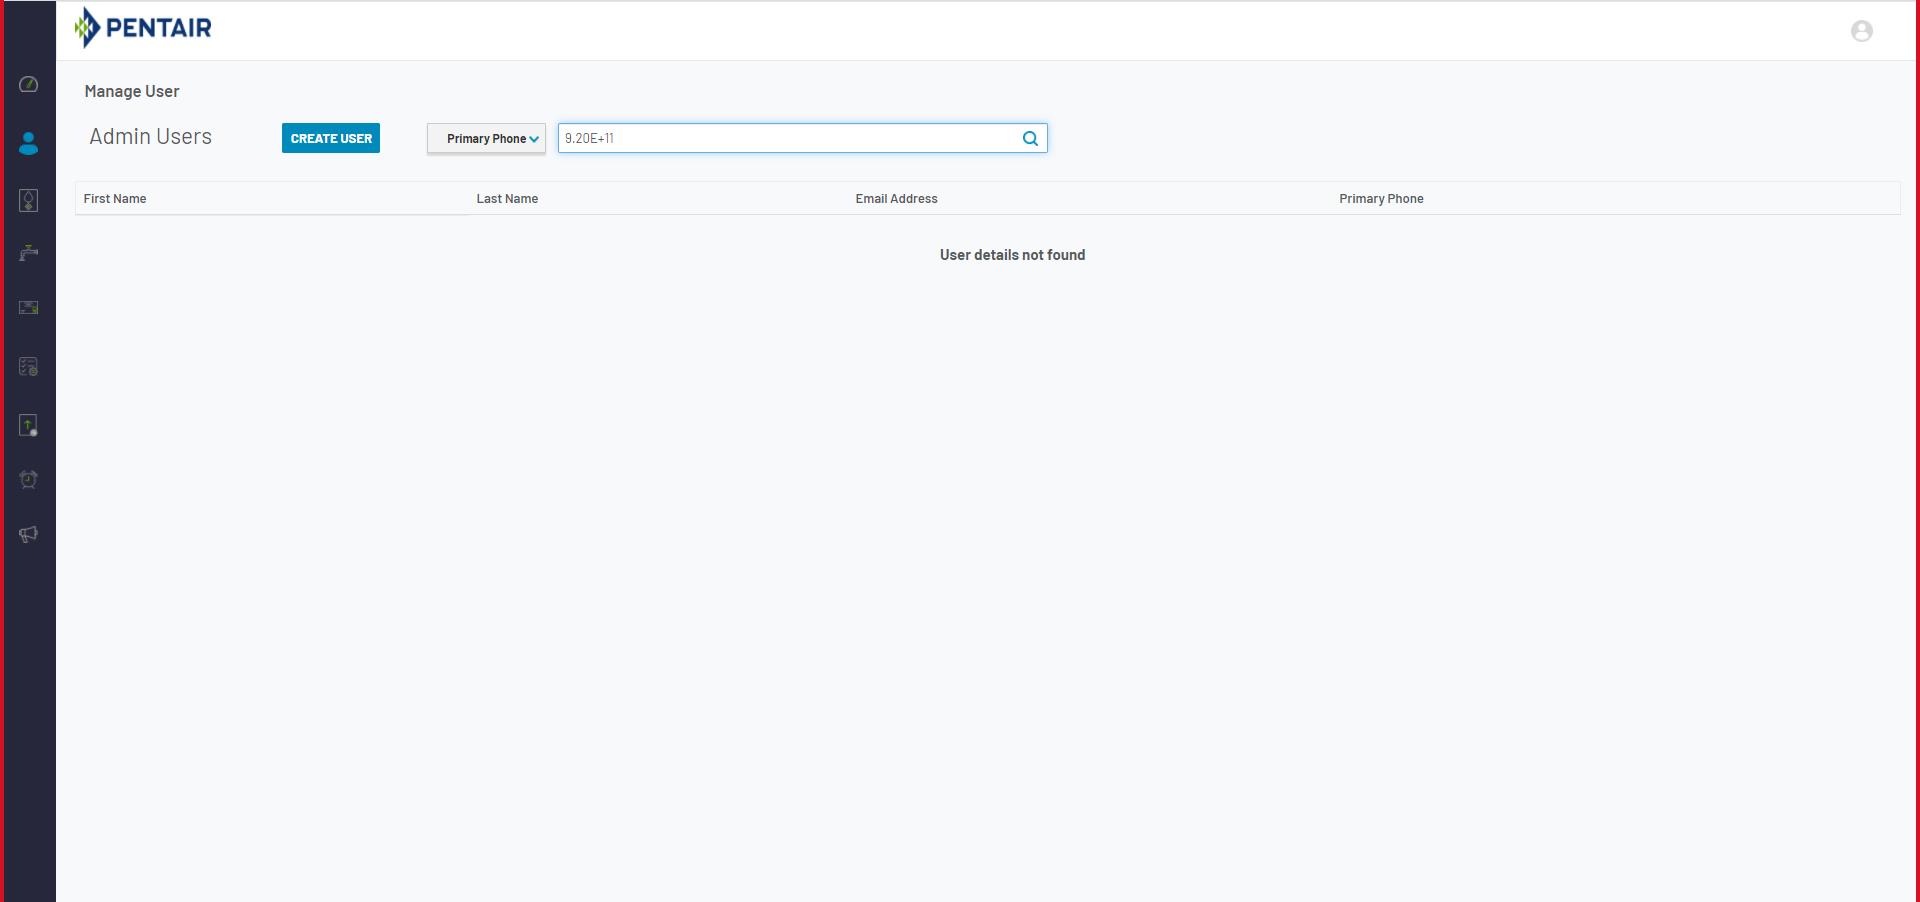 PENTAIR
Manage User
Admin Users
CREATE USER
Primary Phone
9.20E+11
First Name Last Name Email Address Primary Phone
User details not found